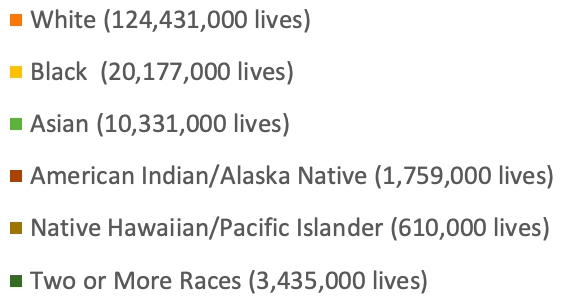 White (124,431,000 lives)
Black (20,177,000 lives)
Asian (10,331,000 lives)
American Indian/Alaska Native (1,759,000 lives)
Native Hawaiian/Pacific Islander (610,000 lives)
Two or More Races (3,435,000 lives)